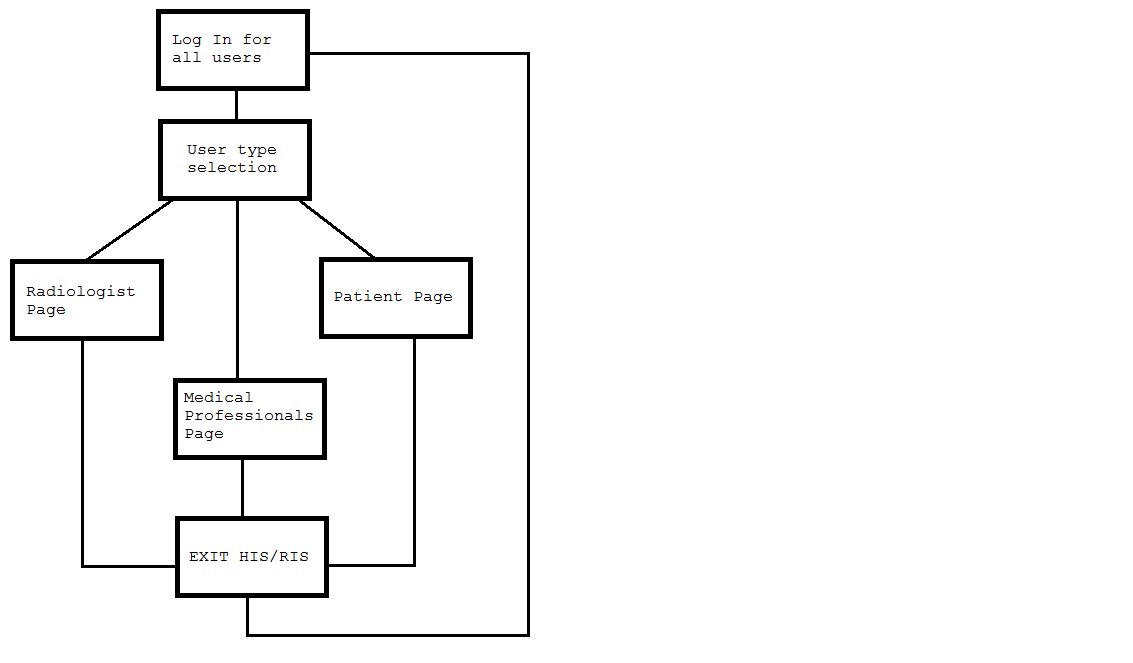 Log In for
all users
User type
selection
Radiologist
Page
Patient Page
Medical
Professionals
Page
EXIT HIS/RIS